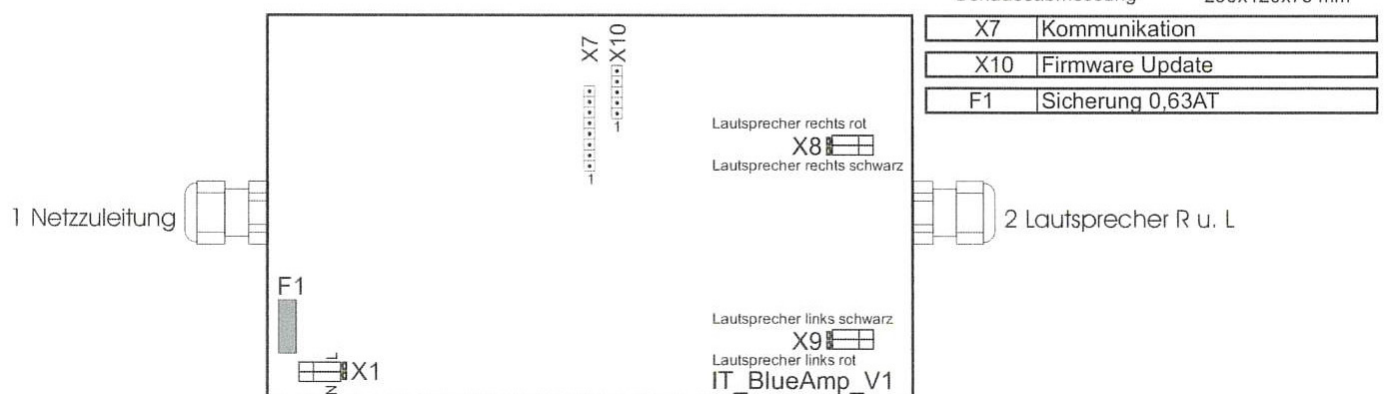 X7 Kommunikation
X10 Firmware Update
F1 Sicherung 0,63AT
X7 X10
1
1
Lautsprecher rechts rot
X8
Lautsprecher rechts schwarz
1 Netzzuleitung
2 Lautsprecher R u. L
F1
Lautsprecher links schwarz
X9
Lautsprecher links rot
L
X1
N
IT_BlueAmp_V1